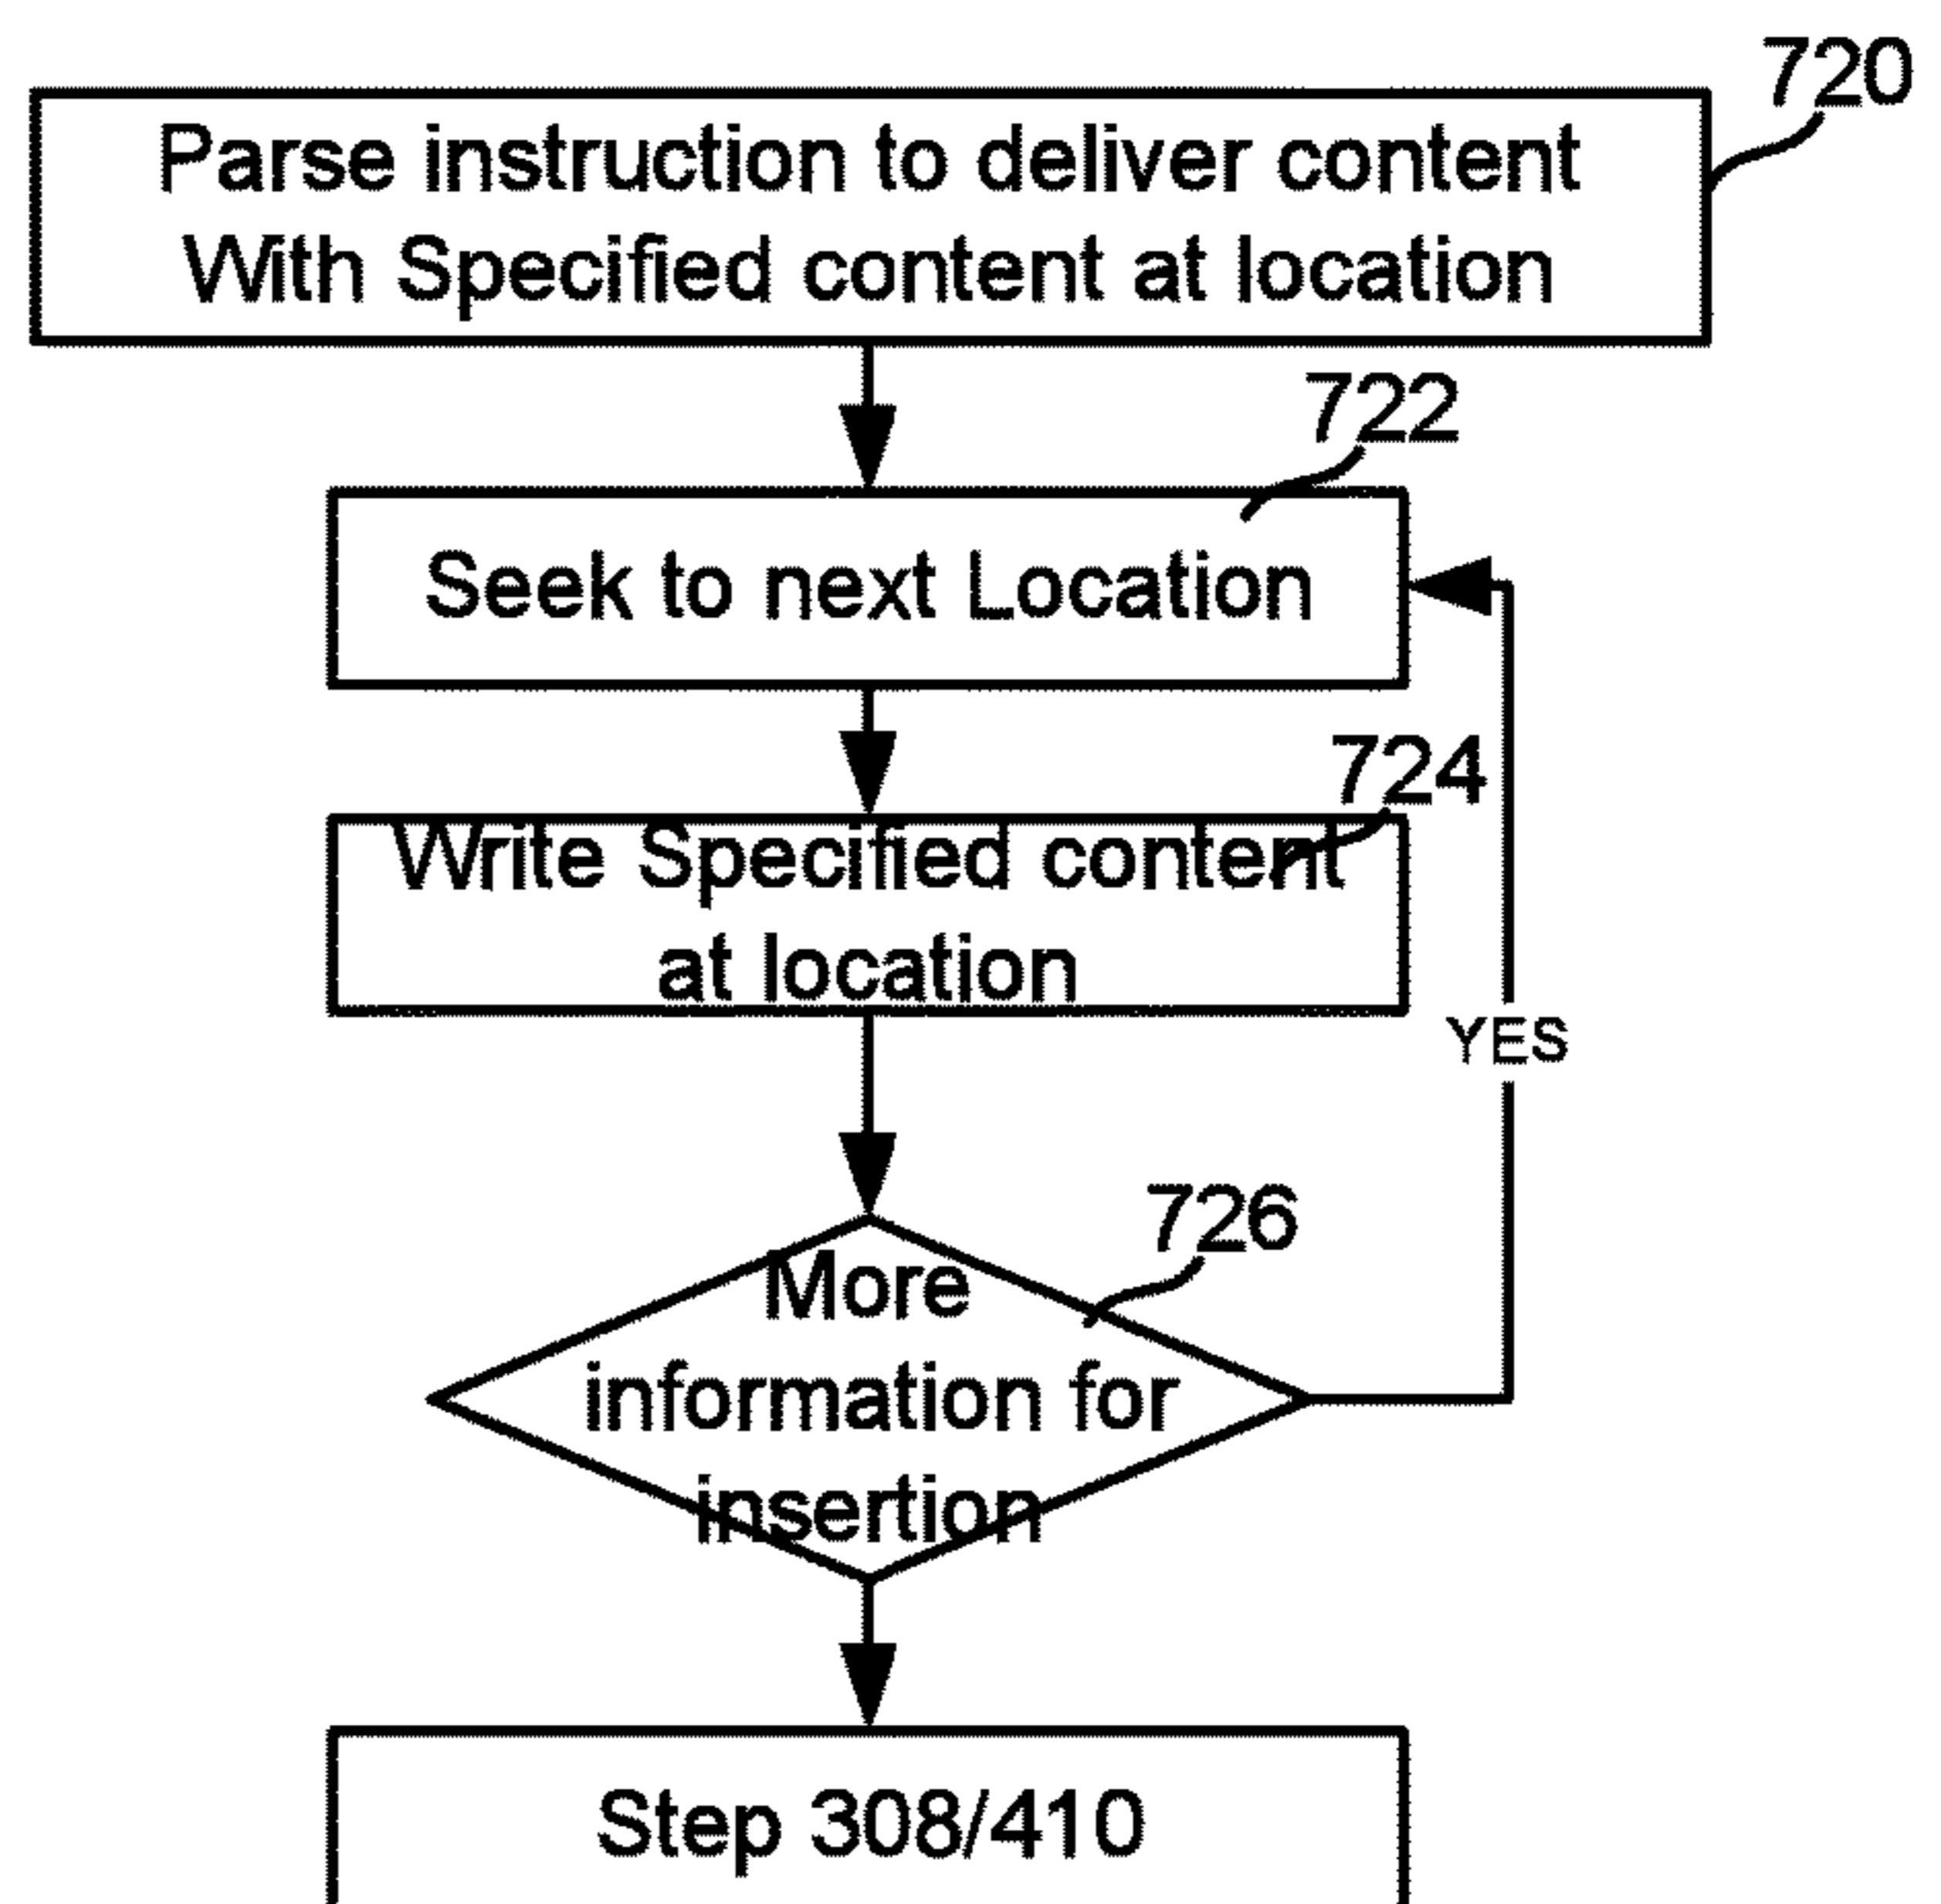 720
Parse instruction to deliver content
With Specified content at location
722
Seek to next Location
724
Write Specified content
at location
YES
726
More
information for
insertion
Step 308/410